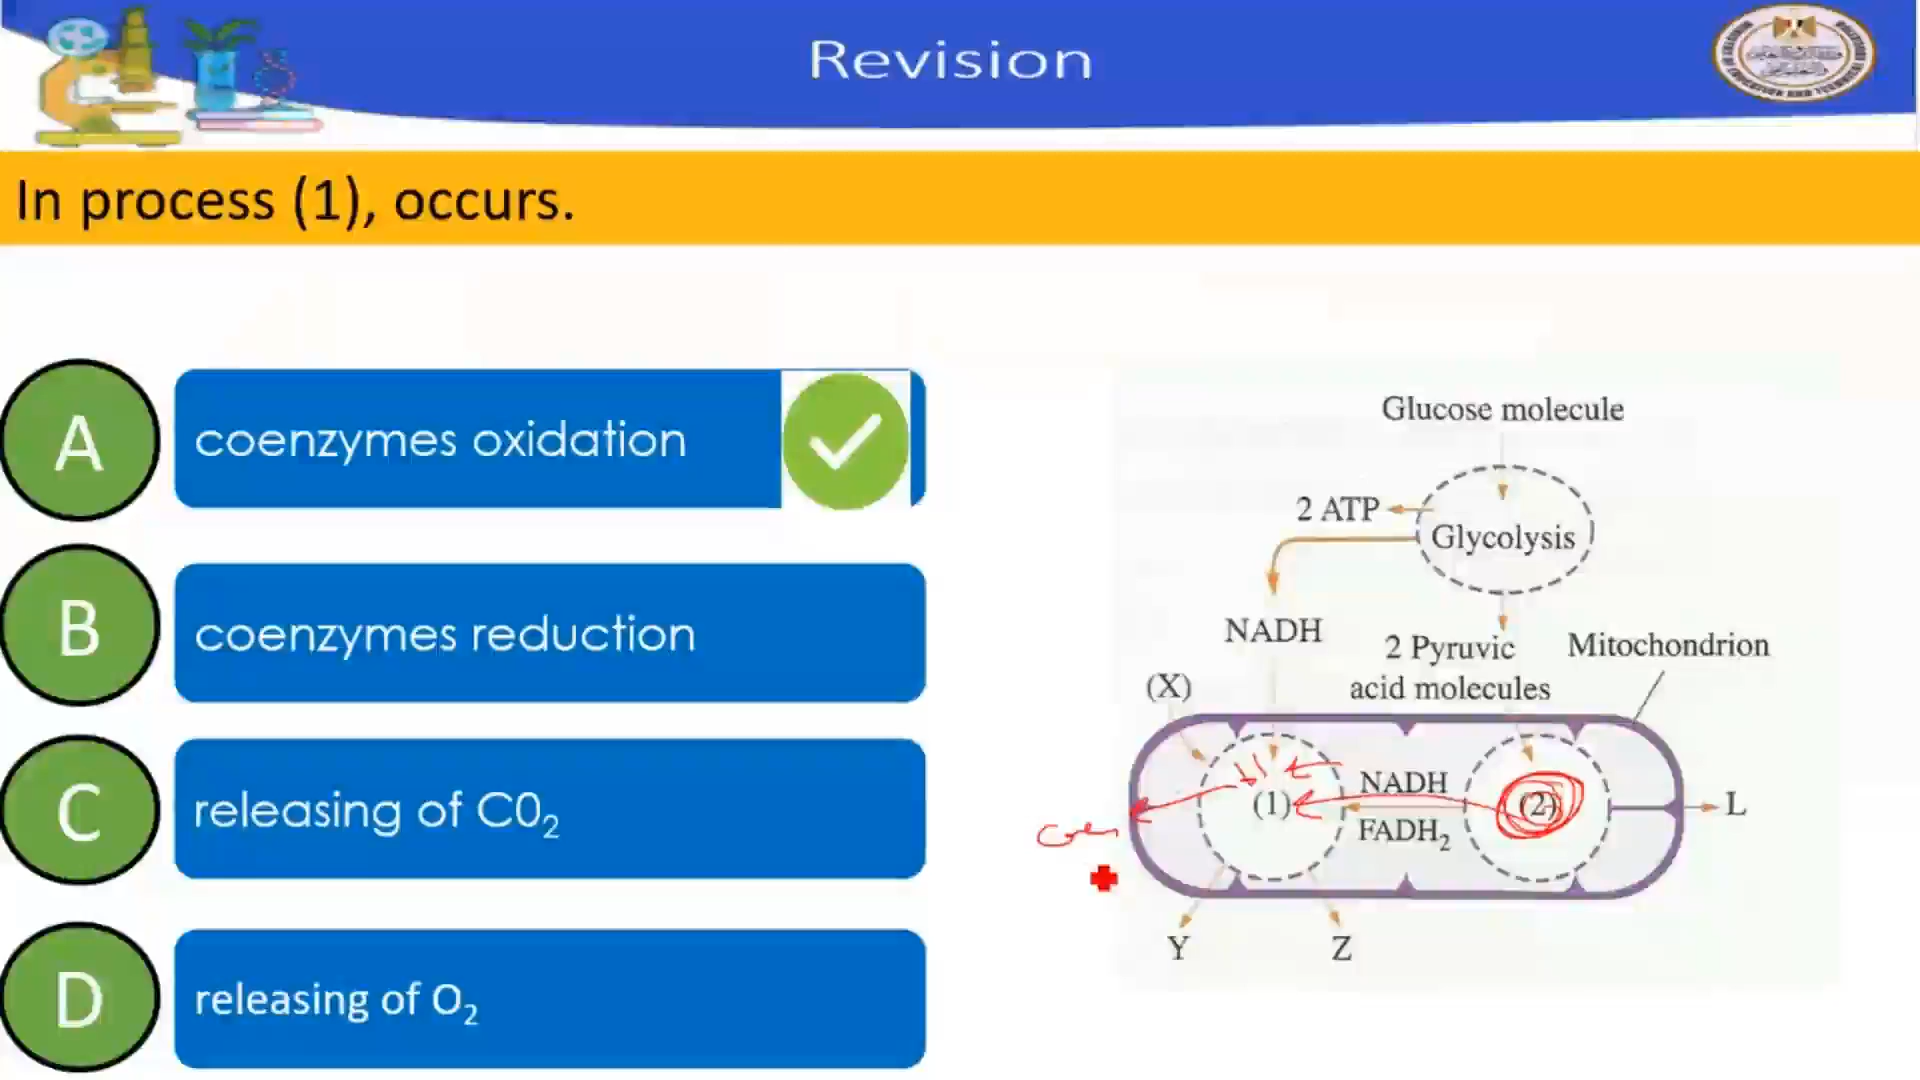 Revision
In process (1), occurs.
A
coenzymes oxidation
B
coenzymes reduction
C
releasing of C0₂
D
releasing of O₂
Glucose molecule
2 ATP
Glycolysis
NADH
2 Pyruvic
acid molecules
Mitochondrion
(X)
(1)
NADH
FADH₂
(2)
L
Y
Z